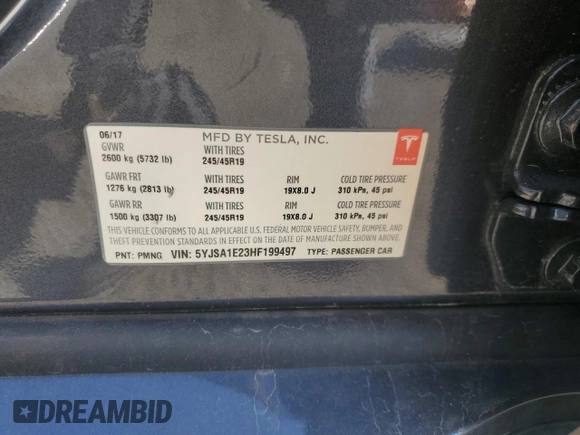 06/17 MFD BY TESLA, INC.
GVWR WITH TIRES
2600 kg (5732 lb) 245/45R19
TESLA
GAWR FRT WITH TIRES RIM COLD TIRE PRESSURE
1276 kg (2813 lb) 245/45R19 19X8.0 J 310 kPa, 45 psi
GAWR RR WITH TIRES RIM COLD TIRE PRESSURE
1500 kg (3307 lb) 245/45R19 19X8.0 J 310 kPa, 45 psi
THIS VEHICLE CONFORMS TO ALL APPLICABLE U.S. FEDERAL MOTOR VEHICLE SAFETY, BUMPER, AND
THEFT PREVENTION STANDARDS IN EFFECT ON THE DATE OF MANUFACTURE SHOWN ABOVE.
PNT: PMNG VIN: 5YJSA1E23HF199497 TYPE: PASSENGER CAR
DREAMBID